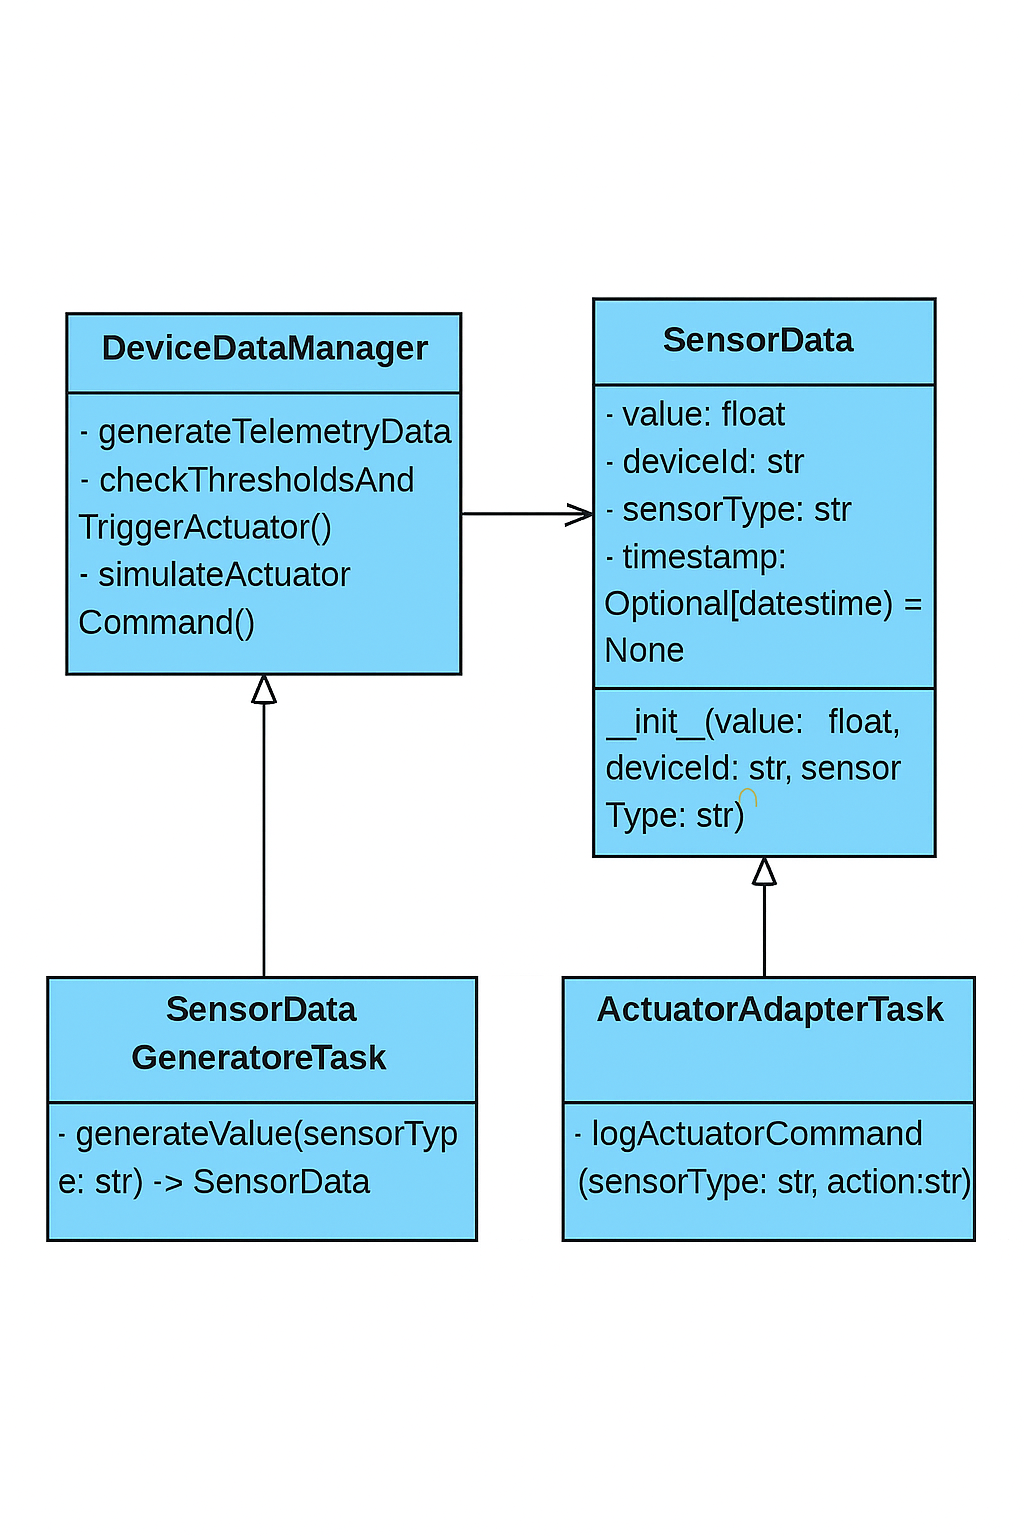 DeviceDataManager
- generateTelemetryData
- checkThresholdsAnd
TriggerActuator()
- simulateActuator
Command()
SensorData
- value: float
- deviceId: str
- sensorType: str
- timestamp:
Optional[datestime) =
None
__init__(value: float,
deviceId: str, sensor
Type: str)
SensorData
GeneratoreTask
- generateValue(sensorTyp
e: str) -> SensorData
ActuatorAdapterTask
- logActuatorCommand
(sensorType: str, action:str)